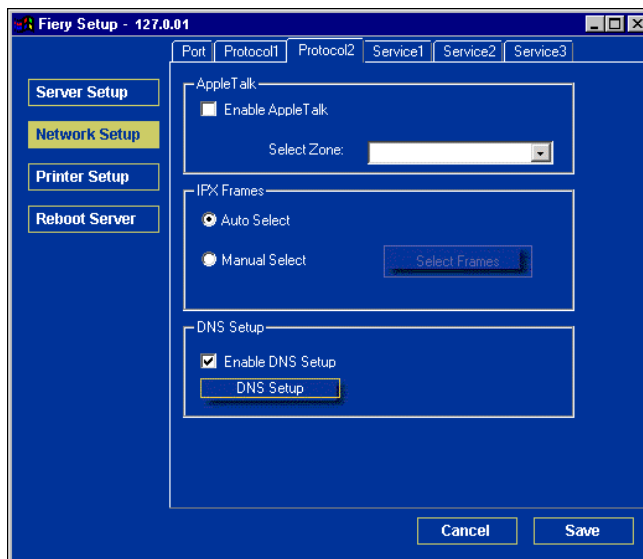 Fiery Setup - 127.0.01
Port Protocol1 Protocol2 Service1 Service2 Service3
Server Setup
Network Setup
Printer Setup
Reboot Server
AppleTalk
Enable AppleTalk
Select Zone:
IPX Frames
Auto Select
Manual Select
Select Frames
DNS Setup
Enable DNS Setup
DNS Setup
Cancel Save